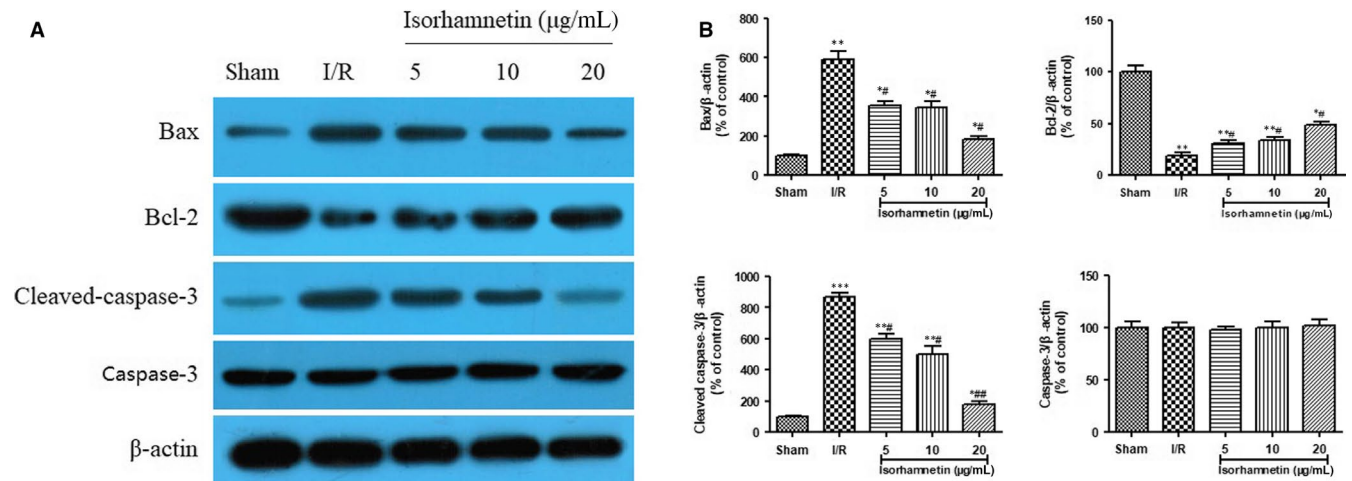 A
Isorhamnetin (μg/mL)
Sham I/R 5 10 20
Bax
Bcl-2
Cleaved-caspase-3
Caspase-3
β-actin
B
Bax/β -actin
(% of control)
800
600
400
200
0
**
*#
*#
*#
Sham I/R 5 10 20
Isorhamnetin (μg/mL)
Bcl-2/β -actin
(% of control)
150
100
50
0
**
**#
**#
*#
Sham I/R 5 10 20
Isorhamnetin (μg/mL)
Cleaved caspase-3/β -actin
(% of control)
1000
800
600
400
200
0
***
**#
**#
*##
Sham I/R 5 10 20
Isorhamnetin (μg/mL)
Caspase-3/β -actin
(% of control)
150
100
50
0
Sham I/R 5 10 20
Isorhamnetin (μg/mL)